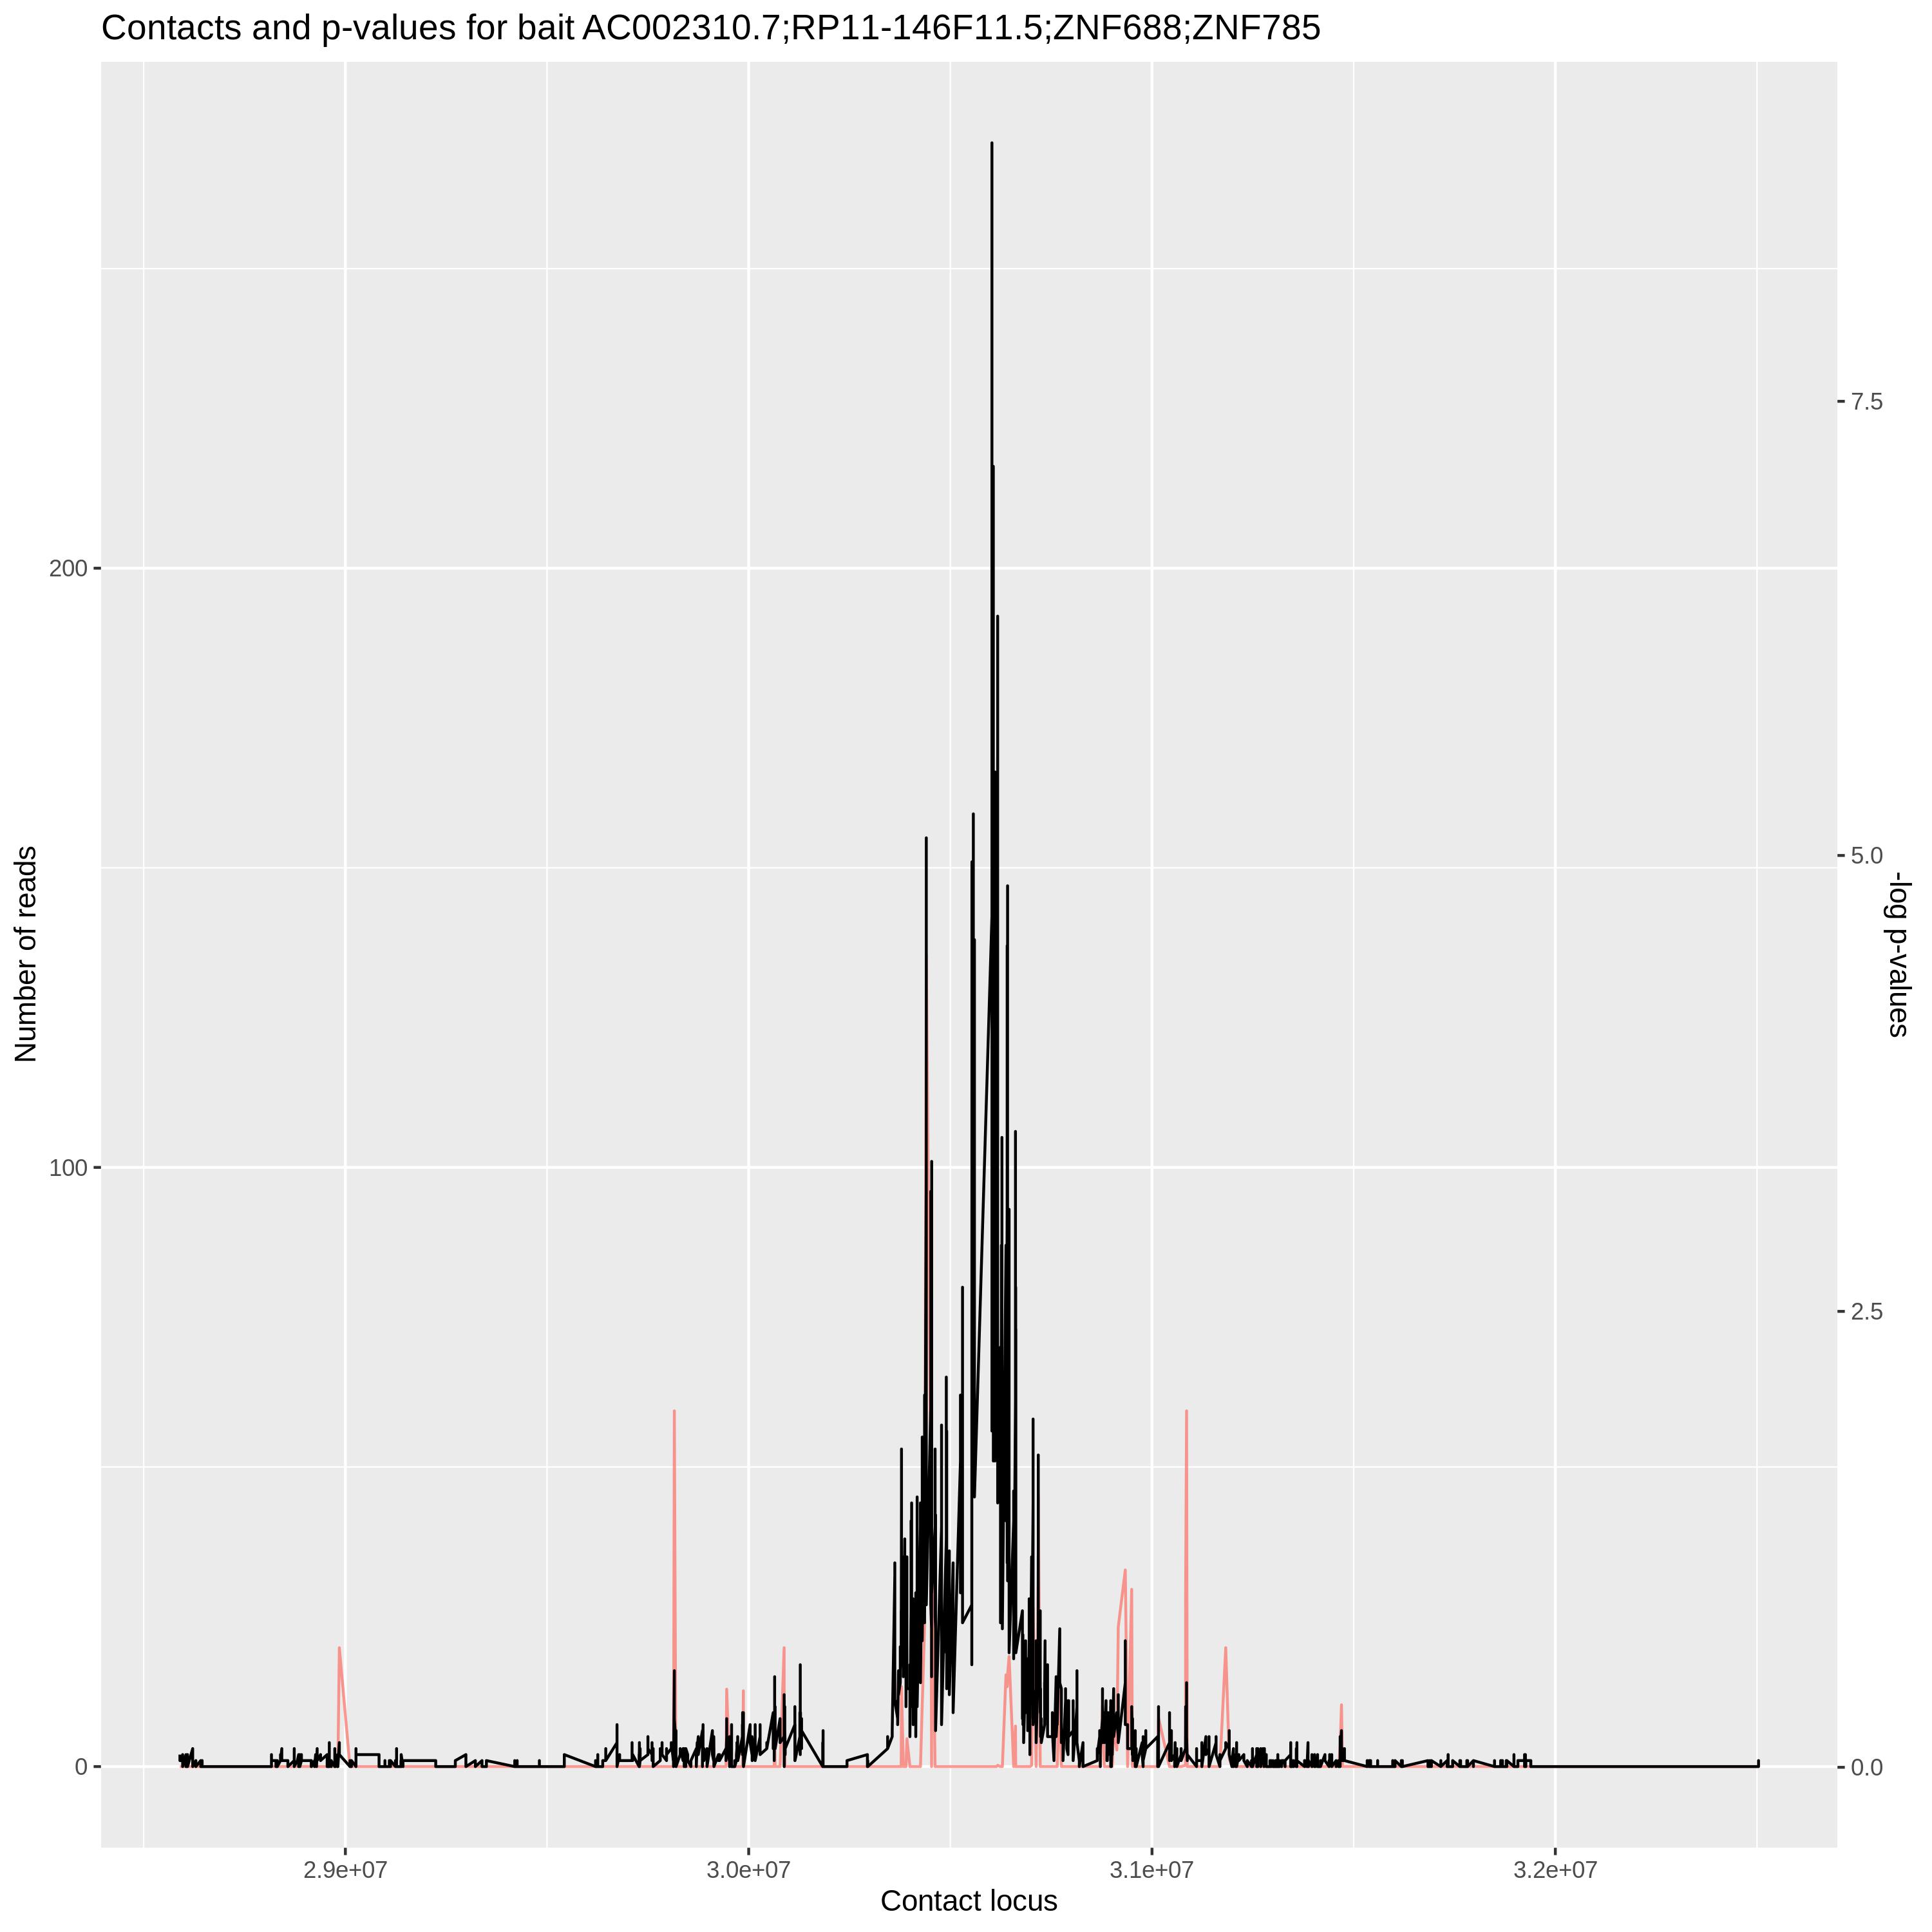 Contacts and p-values for bait AC002310.7;RP11-146F11.5;ZNF688;ZNF785
Number of reads
200
100
0
7.5
5.0
2.5
0.0
-log p-values
2.9e+07
3.0e+07
3.1e+07
3.2e+07
Contact locus